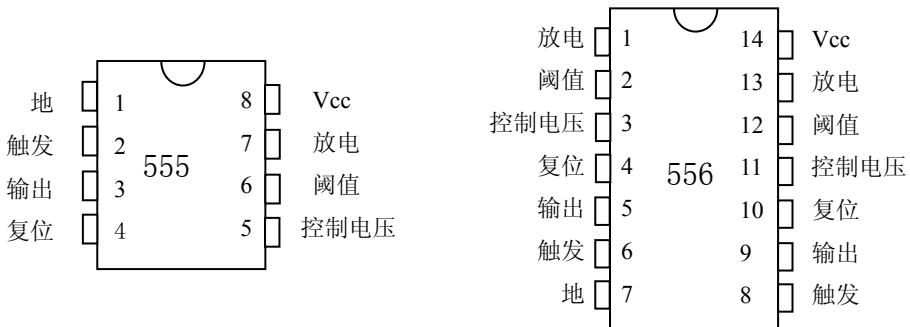 地 1 8 Vcc
触发 2 7 放电
555
输出 3 6 阈值
复位 4 5 控制电压
放电 1 14 Vcc
阈值 2 13 放电
控制电压 3 12 阈值
复位 4 11 控制电压
556
输出 5 10 复位
触发 6 9 输出
地 7 8 触发